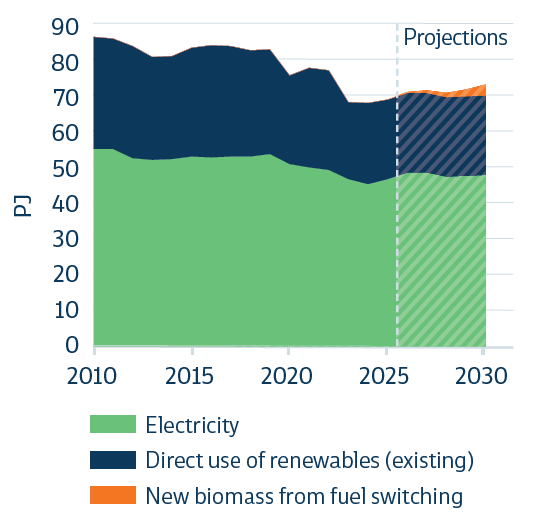 90
80
70
60
50
40
30
20
10
0
PJ
Projections
2010 2015 2020 2025 2030
Electricity
Direct use of renewables (existing)
New biomass from fuel switching